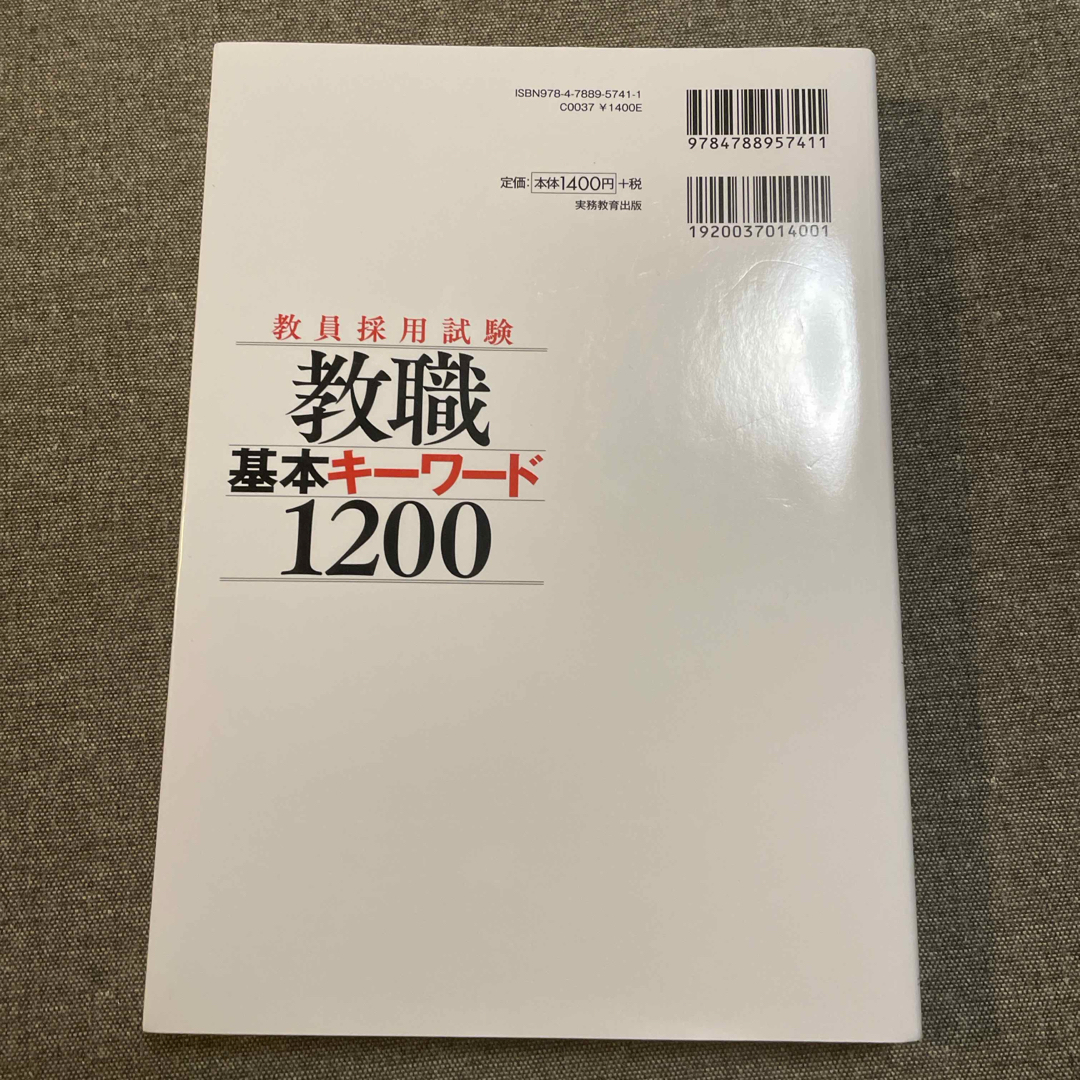 ISBN978-4-7889-5741-1
C0037 ¥1400E
9784788957411
定価：本体1400円+税
実務教育出版
1920037014001
教員採用試験
教職
基本キーワード
1200